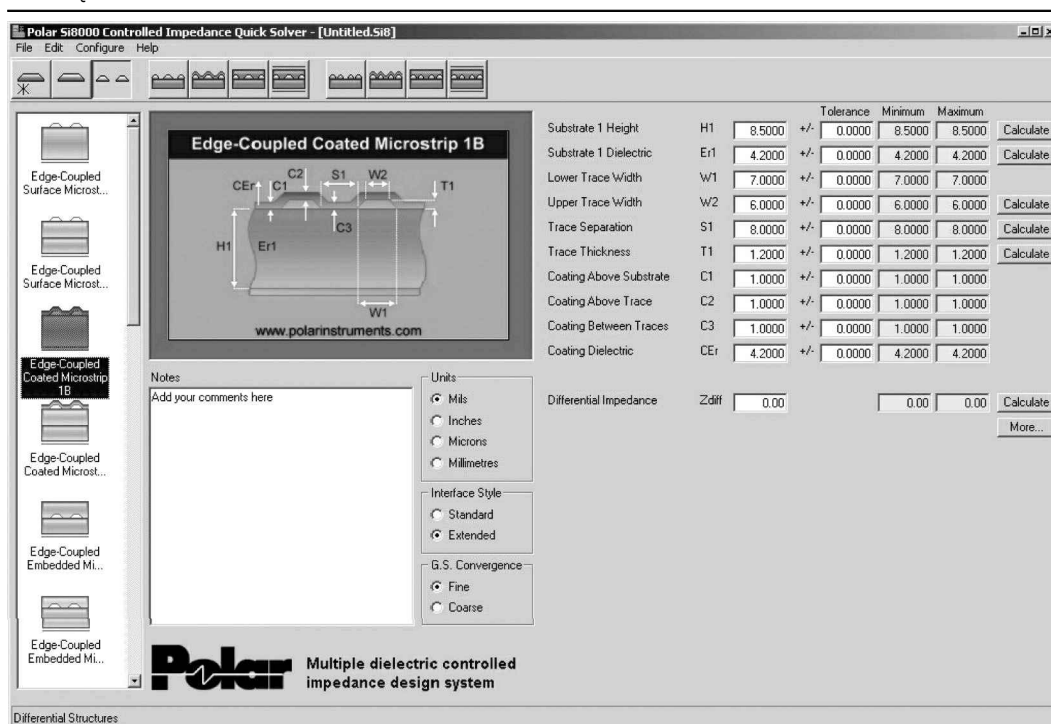 Polar Si8000 Controlled Impedance Quick Solver - [Untitled.Si8]
File Edit Configure Help
Edge-Coupled
Surface Microst...
Edge-Coupled
Surface Microst...
Edge-Coupled
Coated Microstrip
1B
Edge-Coupled
Coated Microst...
Edge-Coupled
Embedded Mi...
Edge-Coupled
Embedded Mi...
Edge-Coupled Coated Microstrip 1B
CEr C1 C2 S1 W2 T1
H1 Er1 C3
W1
www.polarinstruments.com
Notes
Add your comments here
Units
Mils
Inches
Microns
Millimetres
Interface Style
Standard
Extended
G.S. Convergence
Fine
Coarse
Polar
Multiple dielectric controlled
impedance design system
Tolerance Minimum Maximum
Substrate 1 Height H1 8.5000 +/- 0.0000 8.5000 8.5000 Calculate
Substrate 1 Dielectric Er1 4.2000 +/- 0.0000 4.2000 4.2000 Calculate
Lower Trace Width W1 7.0000 +/- 0.0000 7.0000 7.0000
Upper Trace Width W2 6.0000 +/- 0.0000 6.0000 6.0000 Calculate
Trace Separation S1 8.0000 +/- 0.0000 8.0000 8.0000 Calculate
Trace Thickness T1 1.2000 +/- 0.0000 1.2000 1.2000 Calculate
Coating Above Substrate C1 1.0000 +/- 0.0000 1.0000 1.0000
Coating Above Trace C2 1.0000 +/- 0.0000 1.0000 1.0000
Coating Between Traces C3 1.0000 +/- 0.0000 1.0000 1.0000
Coating Dielectric CEr 4.2000 +/- 0.0000 4.2000 4.2000
Differential Impedance Zdiff 0.00 0.00 0.00 Calculate
More...
Differential Structures